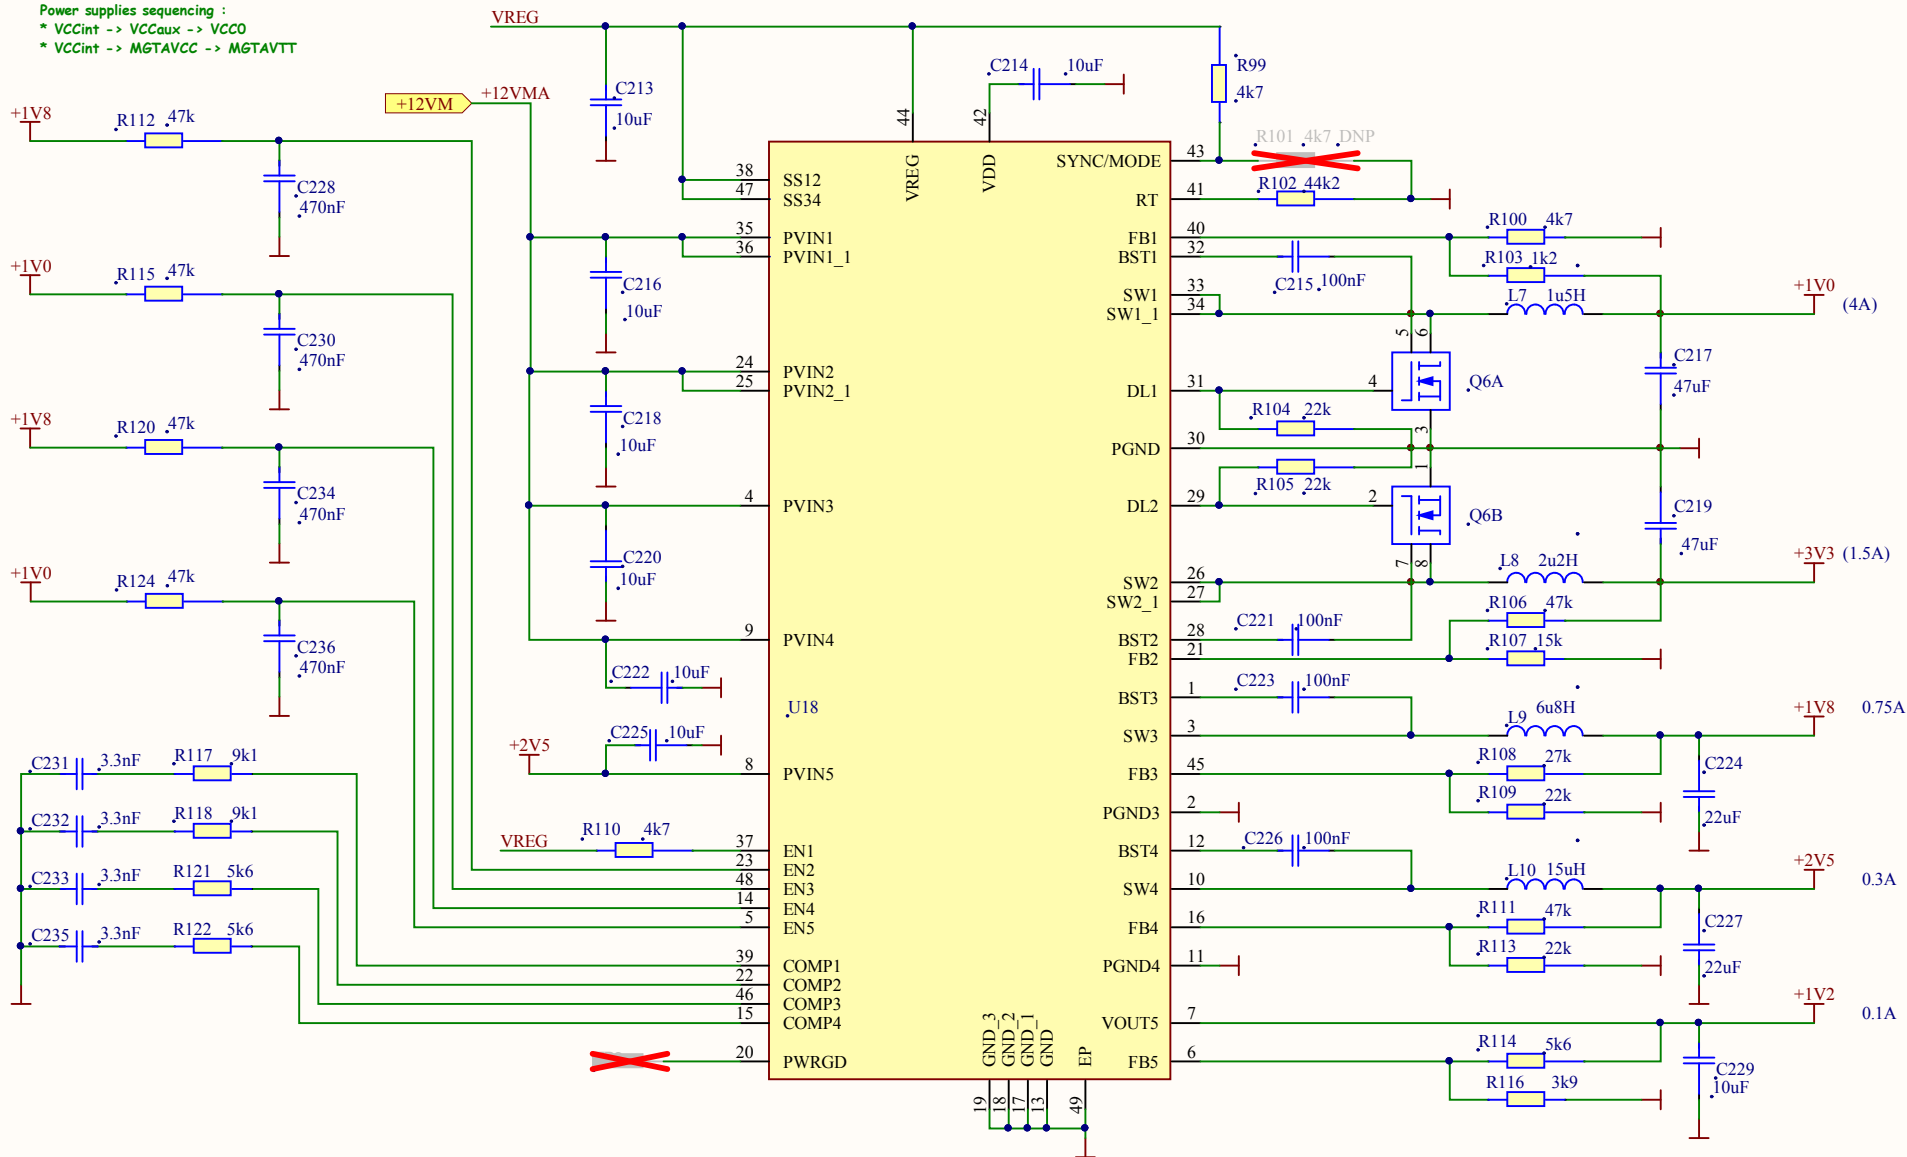 Power supplies sequencing :
* VCCint -> VCCaux -> VCCO
* VCCint -> MGTAVCC -> MGTAVTT
VREG
+12VM
+12VMA
C213
10uF
C214 10uF
R99
4k7
44
42
VREG
VDD
+1V8
R112 47k
C228
470nF
+1V0
R115 47k
C230
470nF
+1V8
R120 47k
C234
470nF
+1V0
R124 47k
C236
470nF
C216
10uF
C218
10uF
C220
10uF
C222 10uF
C225 10uF
+2V5
C231 3.3nF R117 9k1
C232 3.3nF R118 9k1
C233 3.3nF R121 5k6
C235 3.3nF R122 5k6
VREG R110 4k7
38 SS12
47 SS34
35 PVIN1
36 PVIN1_1
24 PVIN2
25 PVIN2_1
4 PVIN3
9 PVIN4
U18
8 PVIN5
37 EN1
23 EN2
48 EN3
14 EN4
5 EN5
39 COMP1
22 COMP2
46 COMP3
15 COMP4
20 PWRGD
GND_3
GND_2
GND_1
GND
EP
19
18
17
13
49
SYNC/MODE 43
R101 4k7 DNP
RT 41
R102 44k2
FB1 40
R100 4k7
BST1 32
C215 100nF
R103 1k2
SW1 33
SW1_1 34
L7 1u5H
+1V0 (4A)
5
6
DL1 31
4
Q6A
3
R104 22k
C217
47uF
PGND 30
R105 22k
1
DL2 29
2
Q6B
7
8
C219
47uF
SW2 26
SW2_1 27
L8 2u2H
+3V3 (1.5A)
BST2 28
C221 100nF
R106 47k
FB2 21
R107 15k
BST3 1
C223 100nF
SW3 3
L9 6u8H
+1V8 0.75A
FB3 45
R108 27k
C224
22uF
PGND3 2
R109 22k
BST4 12
C226 100nF
SW4 10
L10 15uH
+2V5
0.3A
FB4 16
R111 47k
C227
22uF
PGND4 11
R113 22k
VOUT5 7
+1V2
0.1A
FB5 6
R114 5k6
R116 3k9
C229
10uF